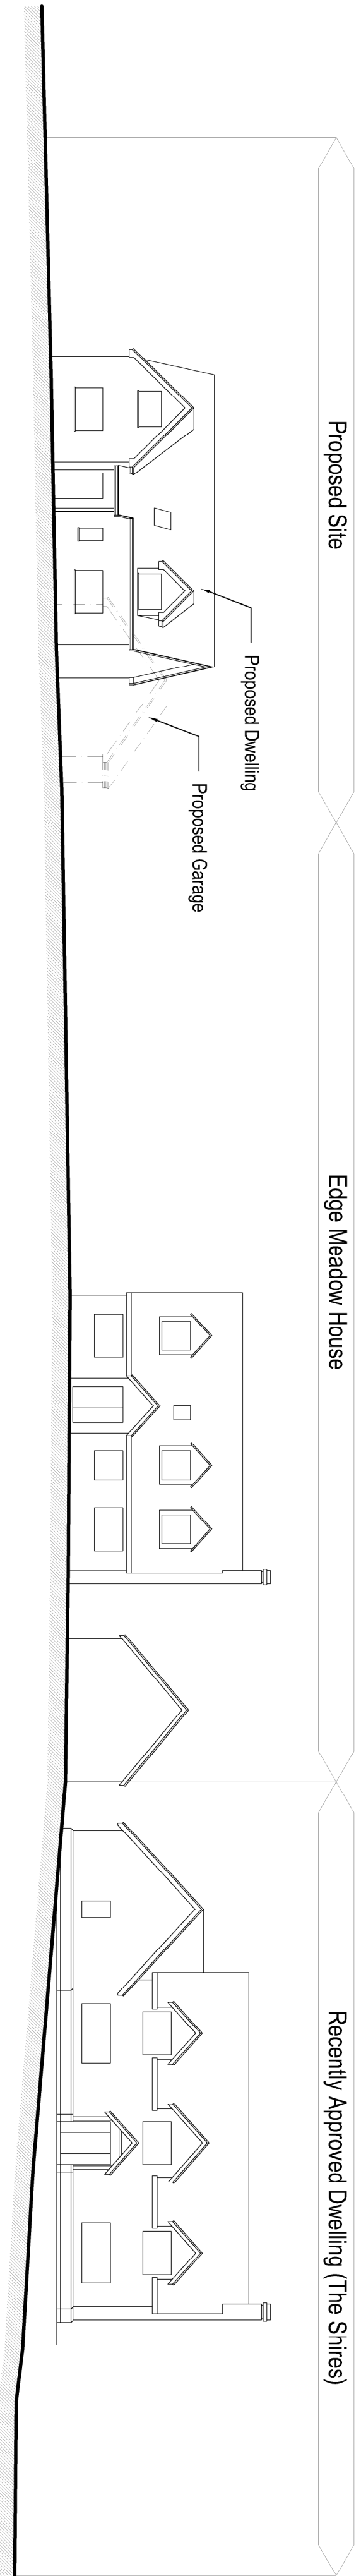 Proposed Site
Edge Meadow House
Recently Approved Dwelling (The Shires)
Proposed Dwelling
Proposed Garage